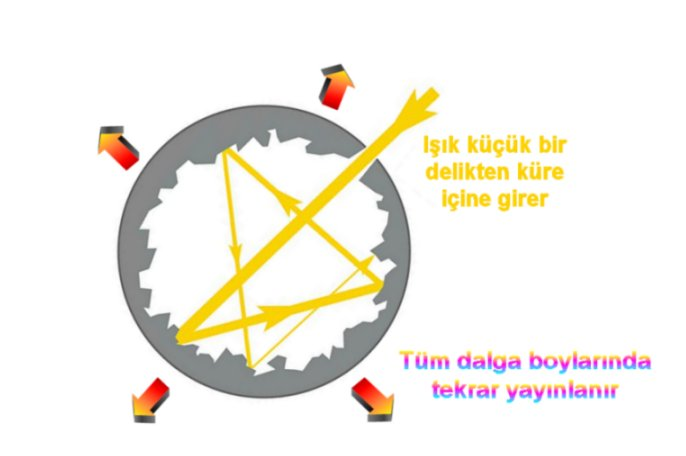 Işık küçük bir
delikten küre
içine girer
Tüm dalga boylarında
tekrar yayınlanır